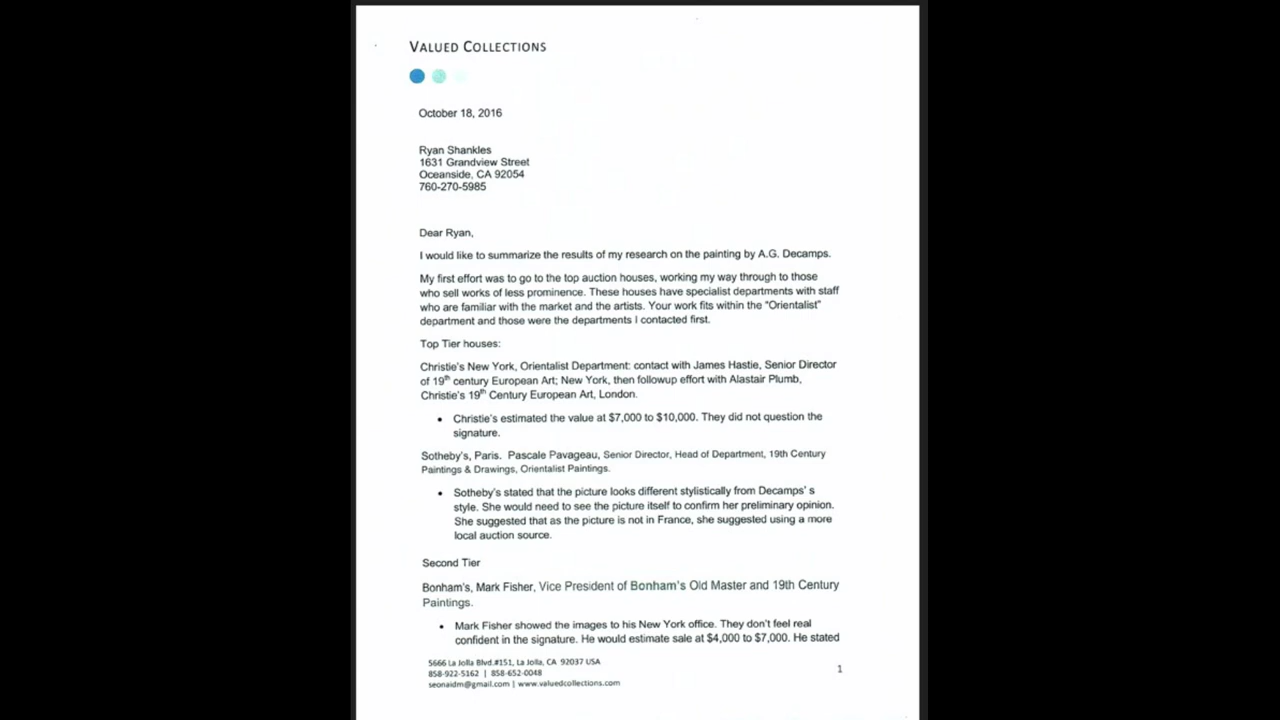 VALUED COLLECTIONS
October 18, 2016
Ryan Shankles
1631 Grandview Street
Oceanside, CA 92054
760-270-5985
Dear Ryan,
I would like to summarize the results of my research on the painting by A.G. Decamps.
My first effort was to go to the top auction houses, working my way through to those
who sell works of less prominence. These houses have specialist departments with staff
who are familiar with the market and the artists. Your work fits within the "Orientalist"
department and those were the departments I contacted first.
Top Tier houses:
Christie's New York, Orientalist Department: contact with James Hastie, Senior Director
of 19th century European Art; New York, then followup effort with Alastair Plumb,
Christie's 19th Century European Art, London.
• Christie's estimated the value at $7,000 to $10,000. They did not question the
signature.
Sotheby's, Paris. Pascale Pavageau, Senior Director, Head of Department, 19th Century
Paintings & Drawings, Orientalist Paintings.
• Sotheby's stated that the picture looks different stylistically from Decamps' s
style. She would need to see the picture itself to confirm her preliminary opinion.
She suggested that as the picture is not in France, she suggested using a more
local auction source.
Second Tier
Bonham's, Mark Fisher, Vice President of Bonham's Old Master and 19th Century
Paintings.
• Mark Fisher showed the images to his New York office. They don't feel real
confident in the signature. He would estimate sale at $4,000 to $7,000. He stated
5666 La Jolla Blvd.#151, La Jolla, CA 92037 USA
858-922-5162 | 858-652-0048
seonaidm@gmail.com | www.valuedcollections.com
1